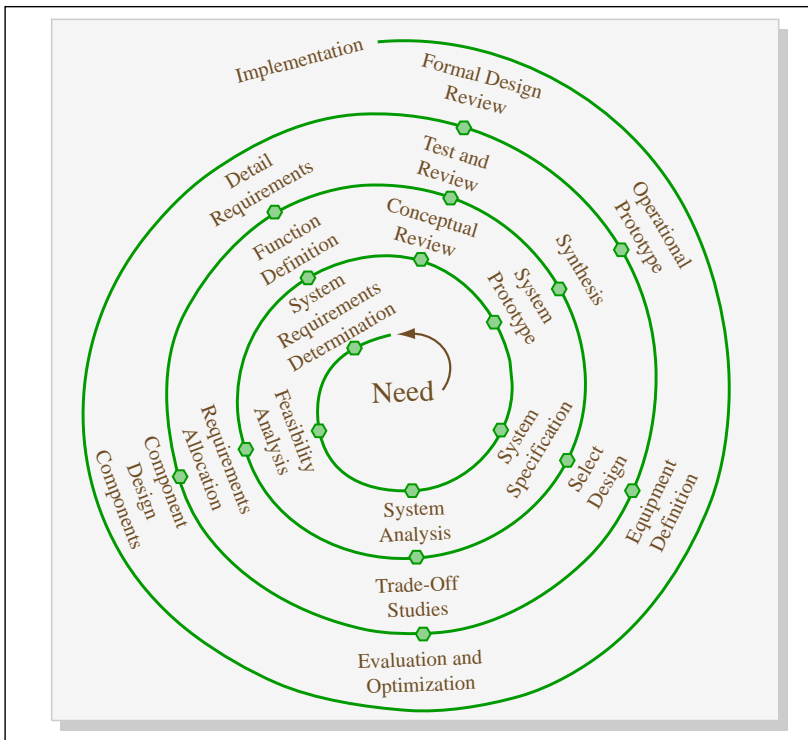 Implementation
Formal Design
Review
Detail
Requirements
Test and
Review
Operational
Prototype
Function
Definition
Conceptual
Review
Synthesis
System
Requirements
Determination
System
Prototype
Need
Feasibility
Analysis
Requirements
Allocation
Component
Design
Components
System
Specification
Select
Design
Equipment
Definition
System
Analysis
Trade-Off
Studies
Evaluation and
Optimization